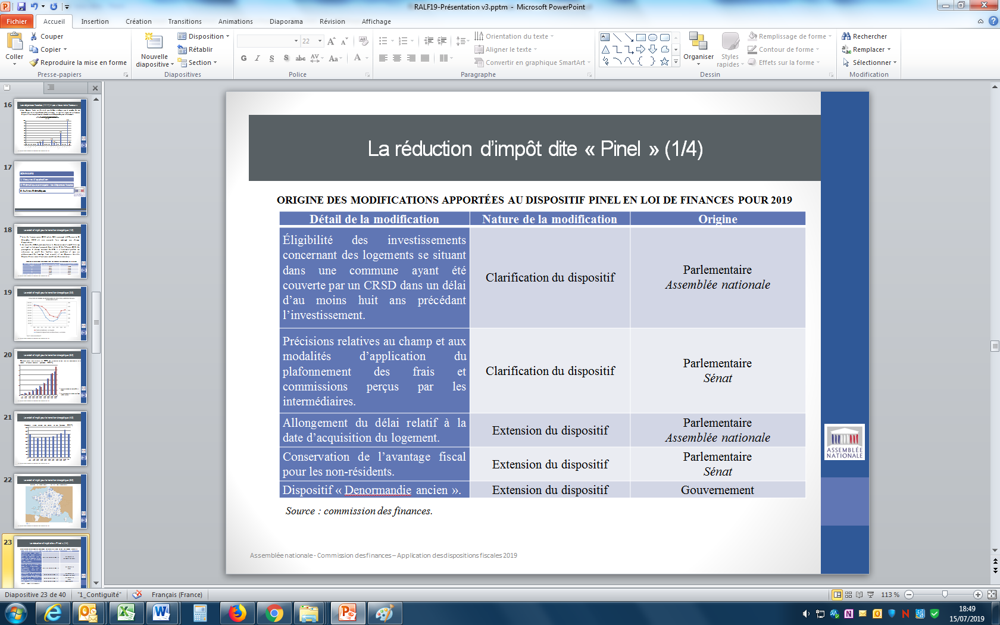 RALF19-Présentation v3.pptm - Microsoft PowerPoint
Fichier Accueil Insertion Création Transitions Animations Diaporama Révision Affichage
Coller
Couper
Copier
Reproduire la mise en forme
Presse-papiers
Nouvelle diapositive
Disposition
Rétablir
Section
Diapositives
22
G I S S abc AV Aa A
Police
Orientation du texte
Aligner le texte
Convertir en graphique SmartArt
Paragraphe
Organiser
Styles rapides
Remplissage de forme
Contour de forme
Effets sur la forme
Dessin
Rechercher
Remplacer
Sélectionner
Modification
16
17
18
19
20
21
22
23
La réduction d’impôt dite « Pinel » (1/4)
ORIGINE DES MODIFICATIONS APPORTÉES AU DISPOSITIF PINEL EN LOI DE FINANCES POUR 2019
Détail de la modification Nature de la modification Origine
Éligibilité des investissements
concernant des logements se situant
dans une commune ayant été
couverte par un CRSD dans un délai
d’au moins huit ans précédant
l’investissement.
Clarification du dispositif
Parlementaire
Assemblée nationale
Précisions relatives au champ et aux
modalités d’application du
plafonnement des frais et
commissions perçus par les
intermédiaires.
Clarification du dispositif
Parlementaire
Sénat
Allongement du délai relatif à la
date d’acquisition du logement.
Extension du dispositif
Parlementaire
Assemblée nationale
Conservation de l’avantage fiscal
pour les non-résidents.
Extension du dispositif
Parlementaire
Sénat
Dispositif « Denormandie ancien ». Extension du dispositif Gouvernement
Source : commission des finances.
ASSEMBLÉE
NATIONALE
Assemblée nationale - Commission des finances – Application des dispositions fiscales 2019
Diapositive 23 de 40 "1_Contiguïté" Français (France) 113 %
18:49
15/07/2019